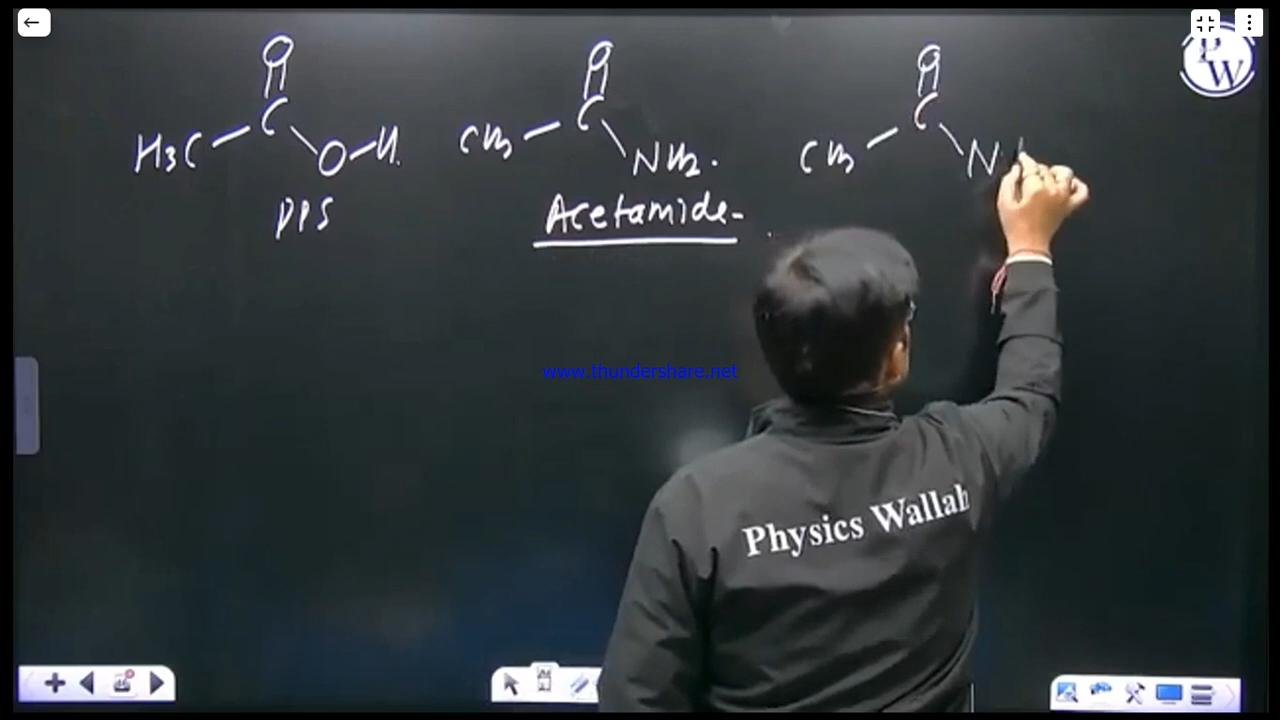 O O O
H3C C O-H. CH3 C NH2. CH3 C N
DPS Acetamide-
PW
www.thundershare.net
Physics Wallah